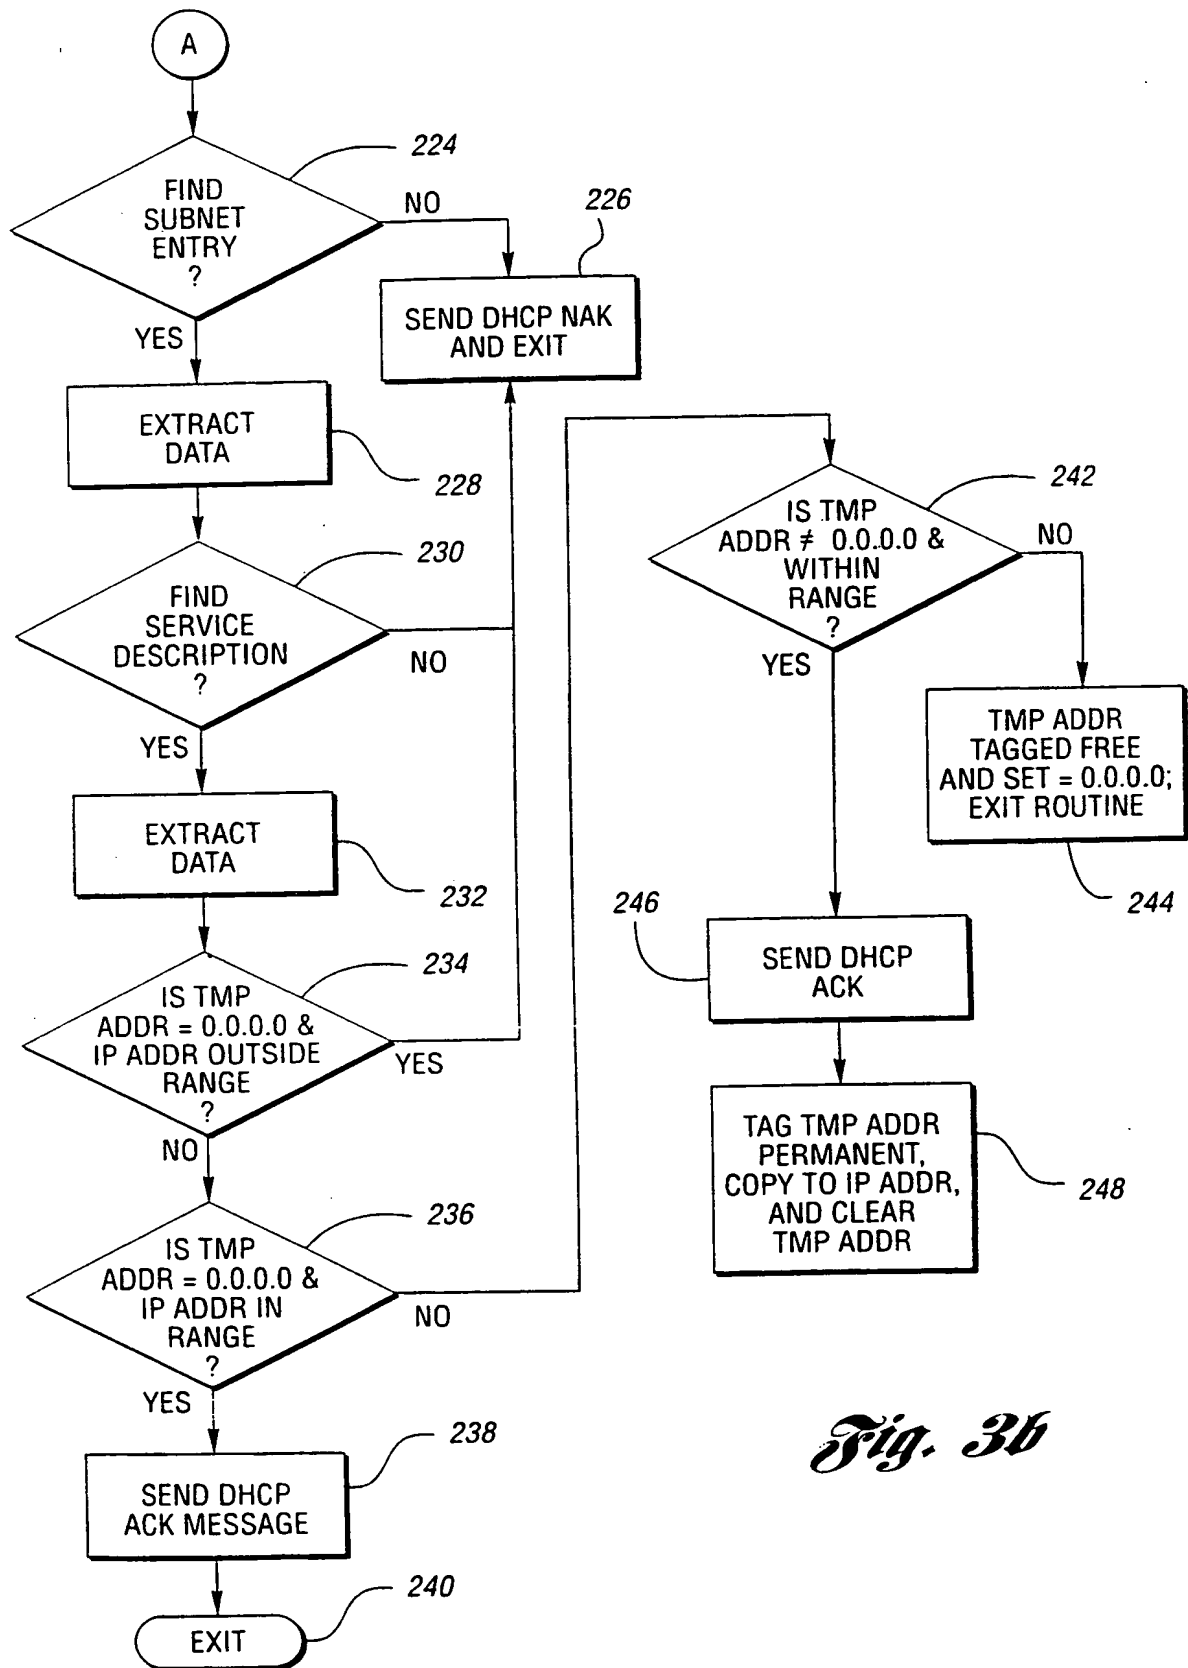 A
224
FIND
SUBNET
ENTRY
?
NO
YES
226
SEND DHCP NAK
AND EXIT
EXTRACT
DATA
228
230
FIND
SERVICE
DESCRIPTION
?
NO
YES
EXTRACT
DATA
232
234
IS TMP
ADDR = 0.0.0.0 &
IP ADDR OUTSIDE
RANGE
?
YES
NO
236
IS TMP
ADDR = 0.0.0.0 &
IP ADDR IN
RANGE
?
NO
YES
238
SEND DHCP
ACK MESSAGE
240
EXIT
242
IS TMP
ADDR ≠ 0.0.0.0 &
WITHIN
RANGE
?
NO
YES
TMP ADDR
TAGGED FREE
AND SET = 0.0.0.0;
EXIT ROUTINE
244
246
SEND DHCP
ACK
TAG TMP ADDR
PERMANENT,
COPY TO IP ADDR,
AND CLEAR
TMP ADDR
248
Fig. 3b